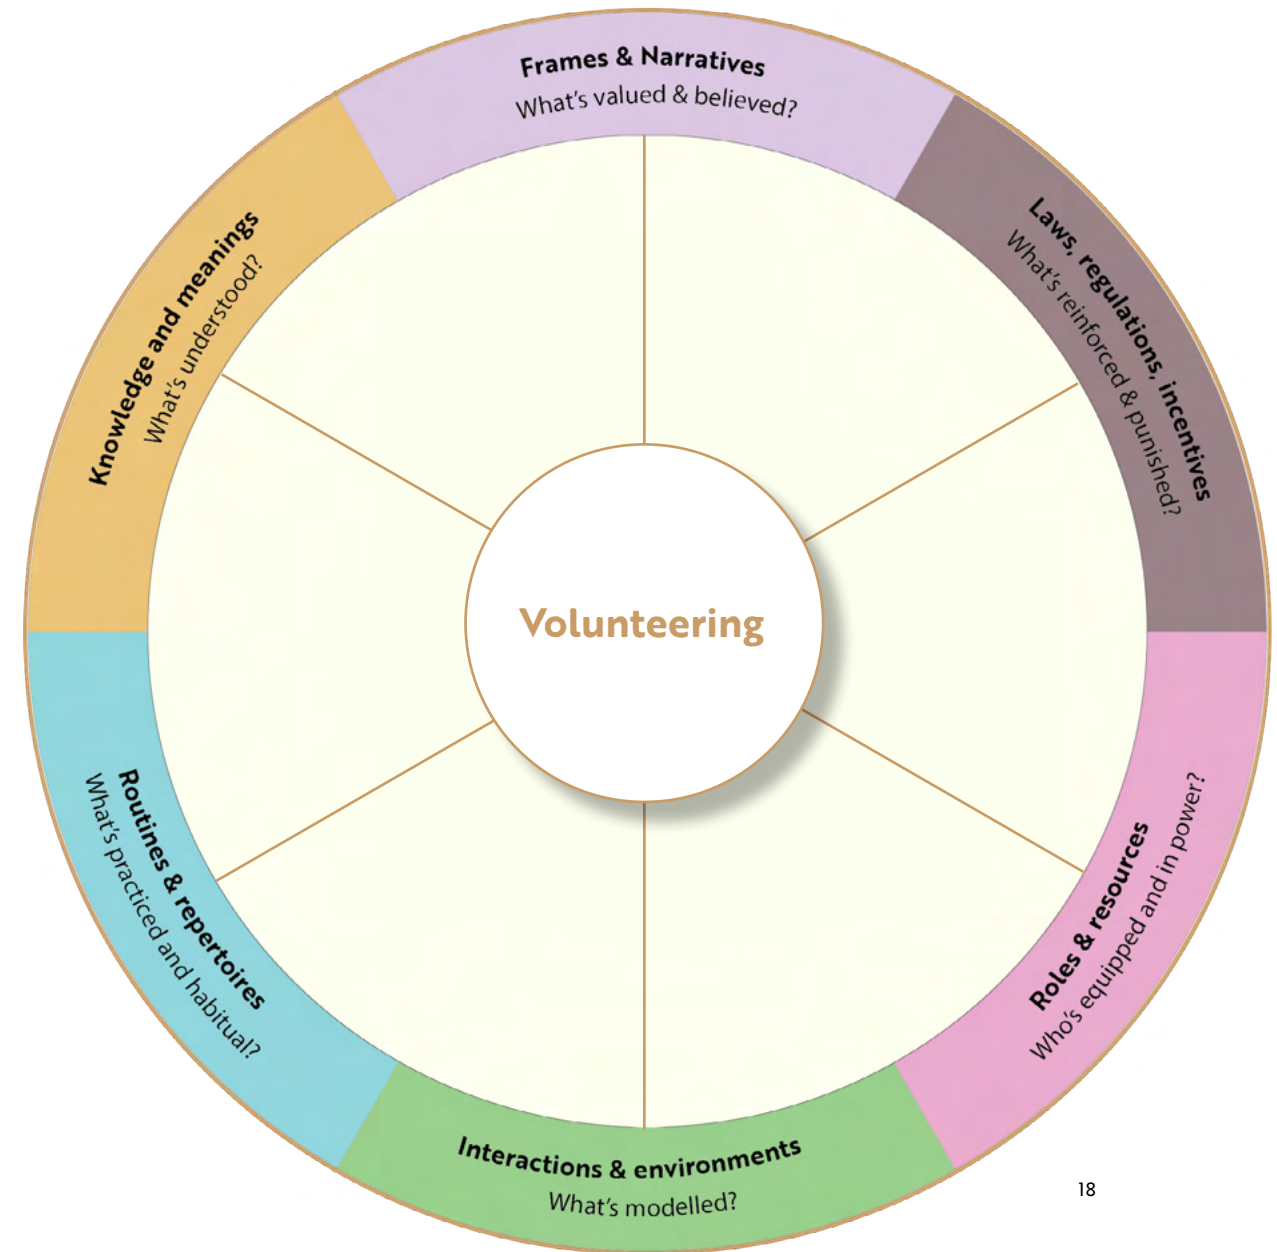 Frames & Narratives
What's valued & believed?
Laws, regulations, incentives
What's reinforced & punished?
Roles & resources
Who's equipped and in power?
Interactions & environments
What's modelled?
Routines & repertoires
What's practiced and habitual?
Knowledge and meanings
What's understood?
Volunteering
18